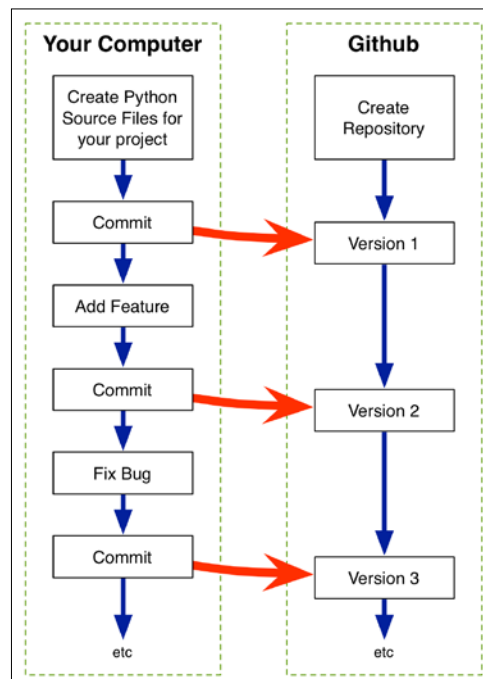 Your Computer
Create Python
Source Files for
your project
Commit
Add Feature
Commit
Fix Bug
Commit
etc
Github
Create
Repository
Version 1
Version 2
Version 3
etc